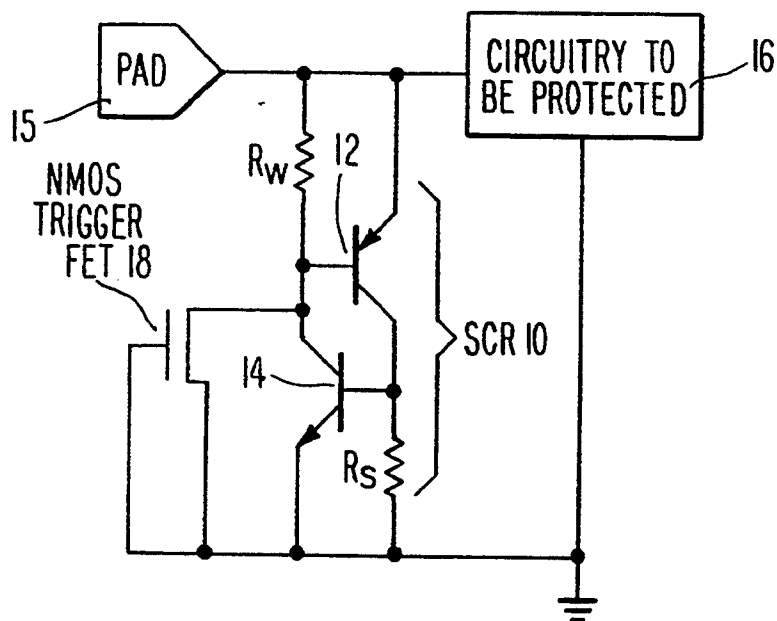 PAD
15
CIRCUITRY TO
BE PROTECTED
16
RW
12
NMOS
TRIGGER
FET 18
SCR 10
14
RS